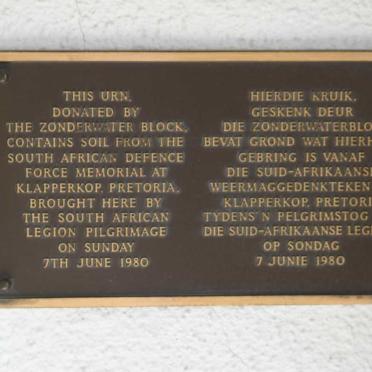 THIS URN,
DONATED BY
THE ZONDERWATER BLOCK,
CONTAINS SOIL FROM THE
SOUTH AFRICAN DEFENCE
FORCE MEMORIAL AT
KLAPPERKOP, PRETORIA,
BROUGHT HERE BY
THE SOUTH AFRICAN
LEGION PILGRIMAGE
ON SUNDAY
7TH JUNE 1980
HIERDIE KRUIK,
GESKENK DEUR
DIE ZONDERWATERBLO
BEVAT GROND WAT HIERH
GEBRING IS VANAF
DIE SUID-AFRIKAANS
WEERMAGGEDENKTEKEN
KLAPPERKOP, PRETORI
TYDENS 'N PELGRIMSTOG
DIE SUID-AFRIKAANSE LEG
OP SONDAG
7 JUNIE 1980